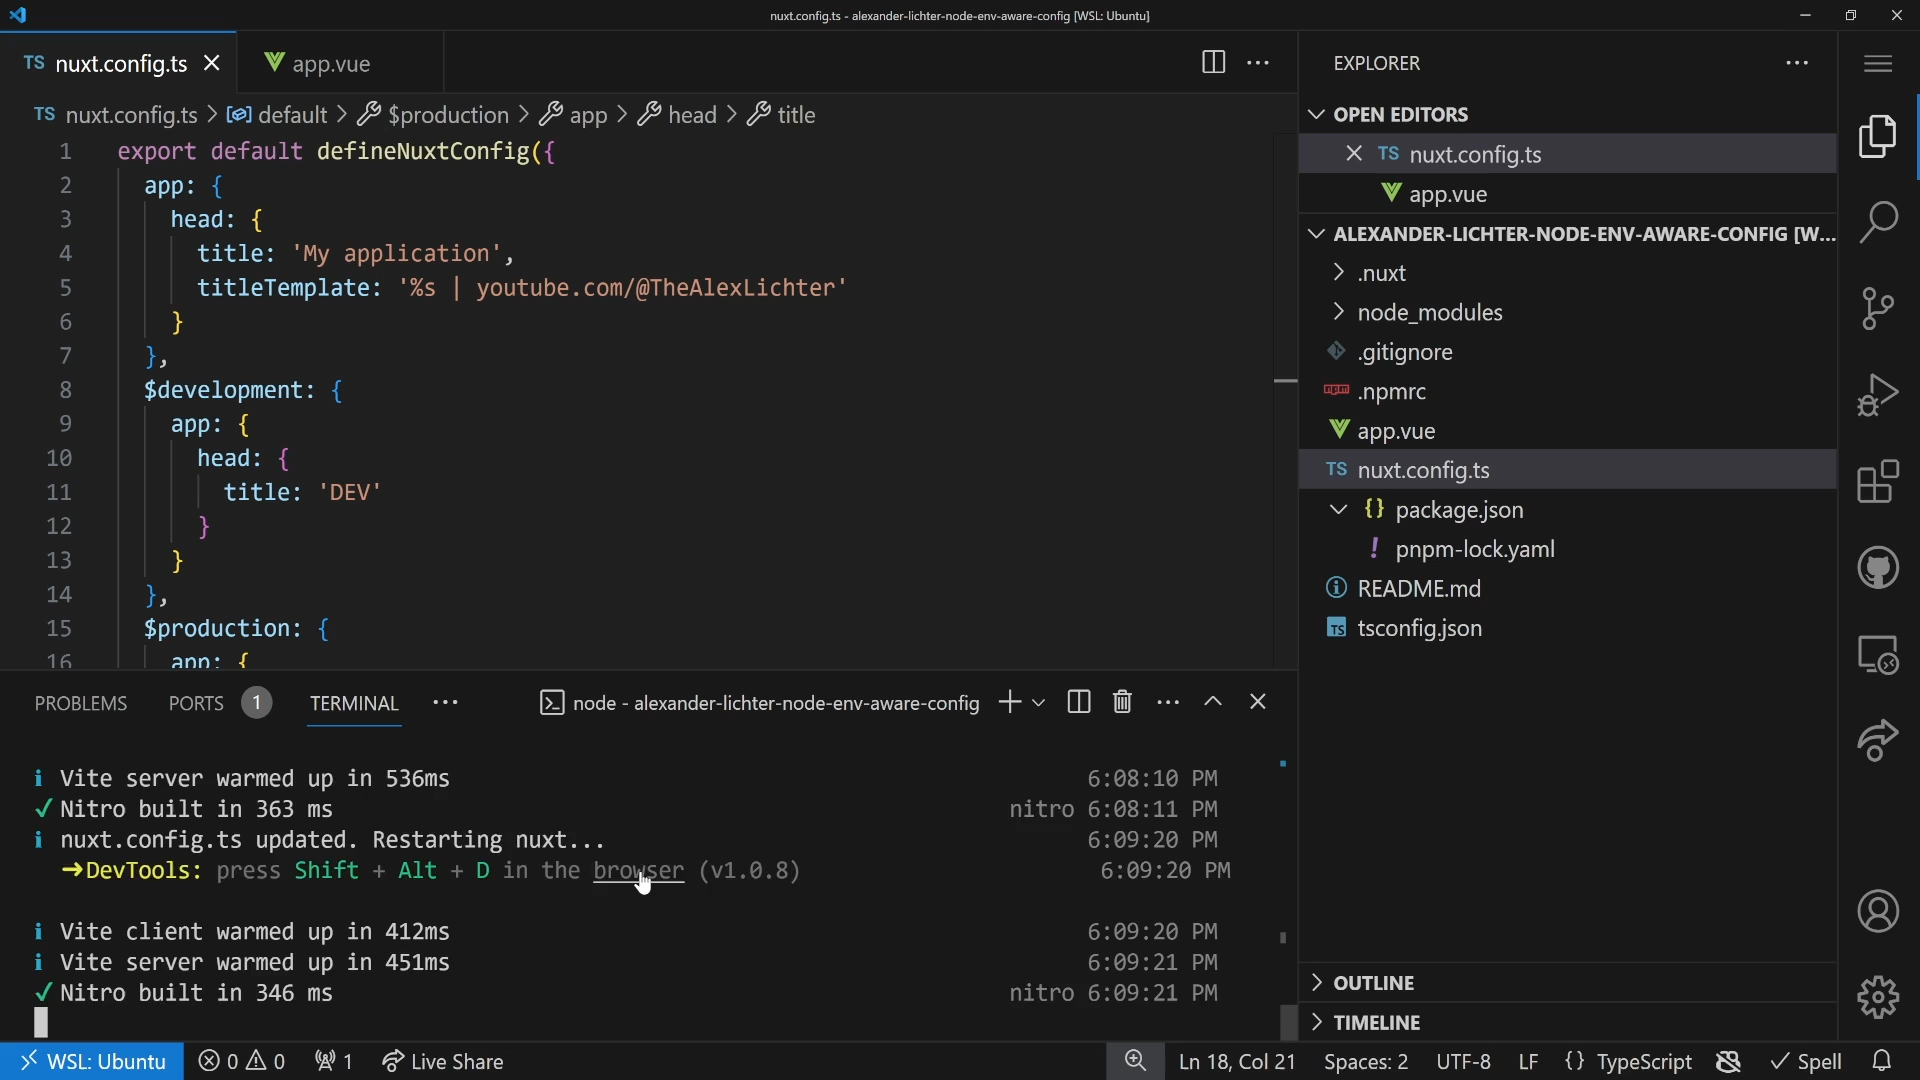 nuxt.config.ts - alexander-lichter-node-env-aware-config [WSL: Ubuntu]
TS nuxt.config.ts
app.vue
TS nuxt.config.ts > default > $production > app > head > title
1 export default defineNuxtConfig({
2 app: {
3 head: {
4 title: 'My application',
5 titleTemplate: '%s | youtube.com/@TheAlexLichter'
6 }
7 },
8 $development: {
9 app: {
10 head: {
11 title: 'DEV'
12 }
13 }
14 },
15 $production: {
16 app: {
EXPLORER
OPEN EDITORS
TS nuxt.config.ts
app.vue
ALEXANDER-LICHTER-NODE-ENV-AWARE-CONFIG [W...
.nuxt
node_modules
.gitignore
npm .npmrc
app.vue
TS nuxt.config.ts
{} package.json
! pnpm-lock.yaml
README.md
TS tsconfig.json
OUTLINE
TIMELINE
PROBLEMS PORTS 1 TERMINAL ... node - alexander-lichter-node-env-aware-config
i Vite server warmed up in 536ms 6:08:10 PM
✓ Nitro built in 363 ms nitro 6:08:11 PM
i nuxt.config.ts updated. Restarting nuxt... 6:09:20 PM
➜ DevTools: press Shift + Alt + D in the browser (v1.0.8) 6:09:20 PM
i Vite client warmed up in 412ms 6:09:20 PM
i Vite server warmed up in 451ms 6:09:21 PM
✓ Nitro built in 346 ms nitro 6:09:21 PM
WSL: Ubuntu 0 0 1 Live Share Ln 18, Col 21 Spaces: 2 UTF-8 LF {} TypeScript Spell